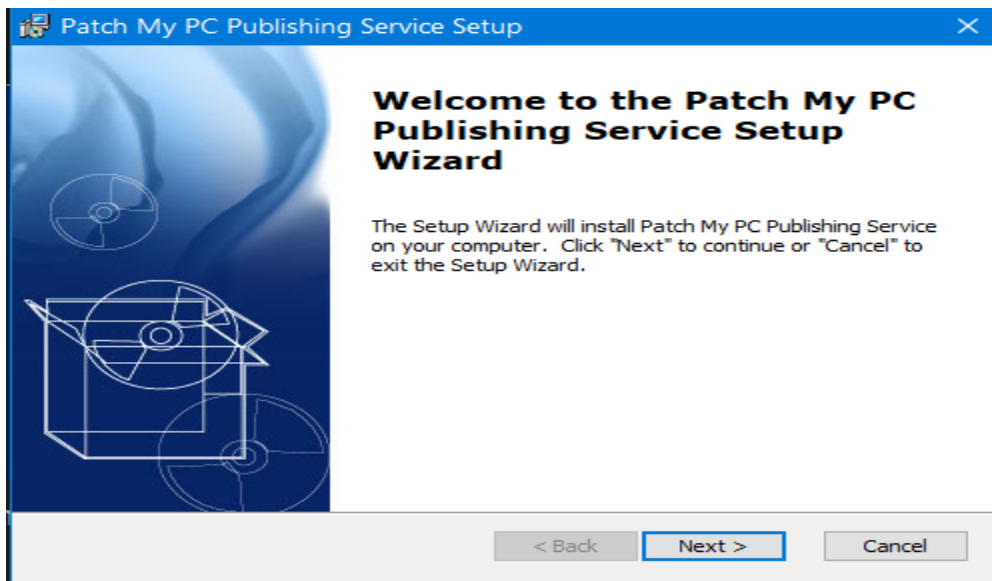 Patch My PC Publishing Service Setup
Welcome to the Patch My PC
Publishing Service Setup
Wizard
The Setup Wizard will install Patch My PC Publishing Service
on your computer. Click "Next" to continue or "Cancel" to
exit the Setup Wizard.
< Back Next > Cancel